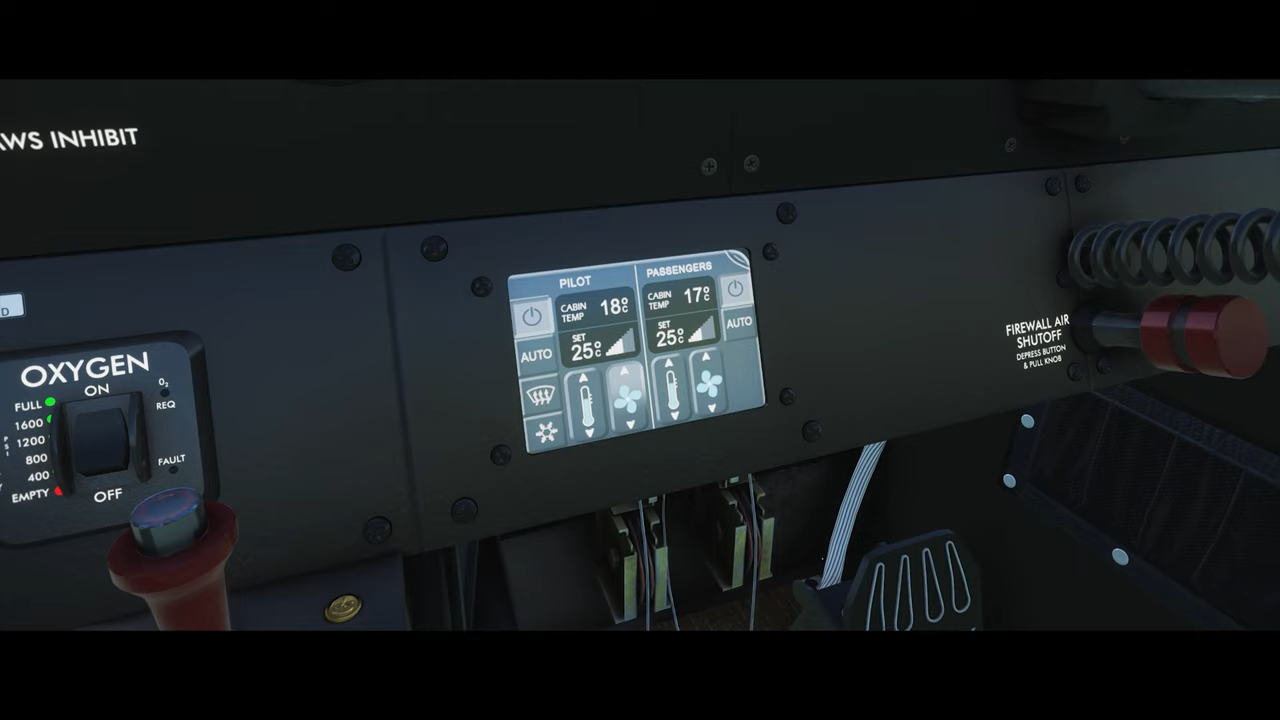 AWS INHIBIT
D
OXYGEN
ON
O₂
REQ
FULL
1600
1200
800
400
EMPTY
PSI
FAULT
OFF
PILOT
CABIN
TEMP
18°C
SET
25°C
AUTO
PASSENGERS
CABIN
TEMP
17°C
SET
25°C
AUTO
FIREWALL AIR
SHUTOFF
DEPRESS BUTTON
& PULL KNOB